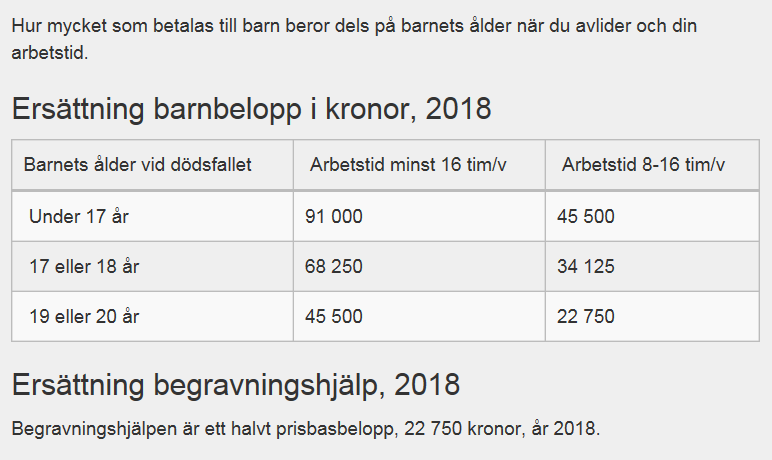 Hur mycket som betalas till barn beror dels på barnets ålder när du avlider och din
arbetstid.
Ersättning barnbelopp i kronor, 2018
Barnets ålder vid dödsfallet Arbetstid minst 16 tim/v Arbetstid 8-16 tim/v
Under 17 år 91 000 45 500
17 eller 18 år 68 250 34 125
19 eller 20 år 45 500 22 750
Ersättning begravningshjälp, 2018
Begravningshjälpen är ett halvt prisbasbelopp, 22 750 kronor, år 2018.